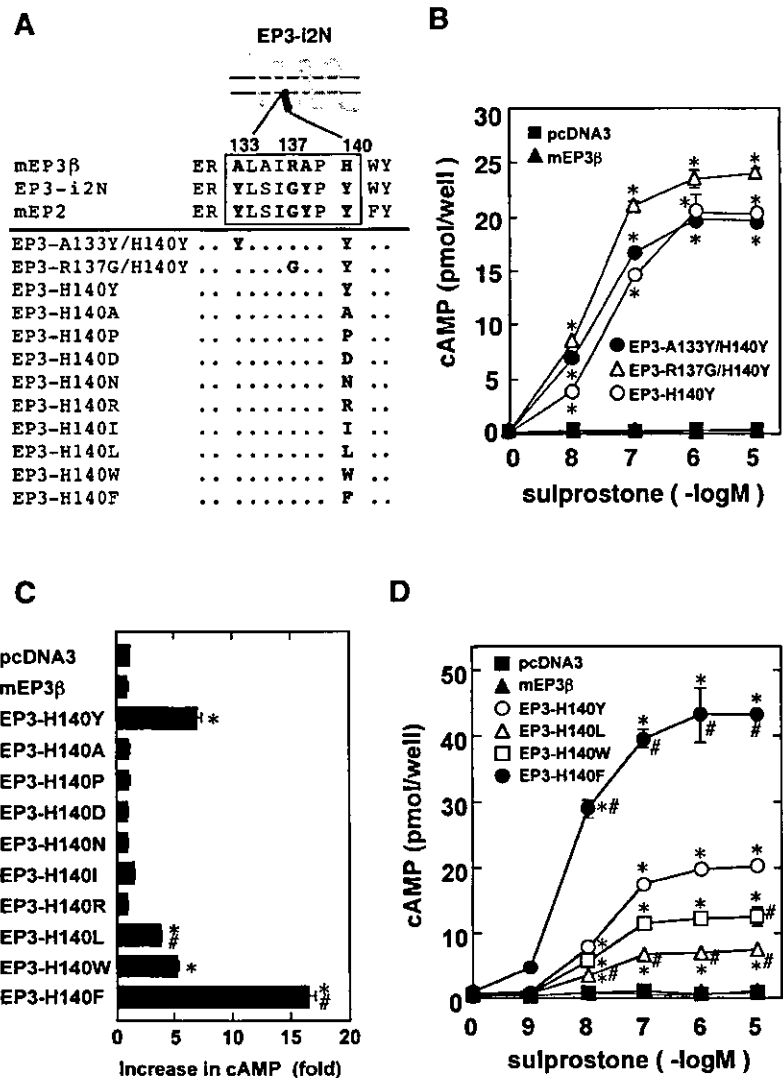 A
EP3-i2N
133 137 140
mEP3β ER ALAIRAP H WY
EP3-i2N ER YLSIGYP Y WY
mEP2 ER YLSIGYP Y FY
EP3-A133Y/H140Y .. Y...... Y ..
EP3-R137G/H140Y .. ....G.. Y ..
EP3-H140Y .. ....... Y ..
EP3-H140A .. ....... A ..
EP3-H140P .. ....... P ..
EP3-H140D .. ....... D ..
EP3-H140N .. ....... N ..
EP3-H140R .. ....... R ..
EP3-H140I .. ....... I ..
EP3-H140L .. ....... L ..
EP3-H140W .. ....... W ..
EP3-H140F .. ....... F ..
B
pcDNA3
mEP3β
cAMP (pmol/well)
30
25
20
15
10
5
0
* * * * * * * * * * * *
EP3-A133Y/H140Y
EP3-R137G/H140Y
EP3-H140Y
0 8 7 6 5
sulprostone ( -logM )
C
pcDNA3
mEP3β
EP3-H140Y *
EP3-H140A
EP3-H140P
EP3-H140D
EP3-H140N
EP3-H140I
EP3-H140R
EP3-H140L * #
EP3-H140W *
EP3-H140F * #
0 5 10 15 20
Increase in cAMP (fold)
D
pcDNA3
mEP3β
EP3-H140Y
EP3-H140L
EP3-H140W
EP3-H140F
cAMP (pmol/well)
50
40
30
20
10
0
* # * # * # * #
* * * *
* * * * #
* # * # * # * #
0 9 8 7 6 5
sulprostone ( -logM )